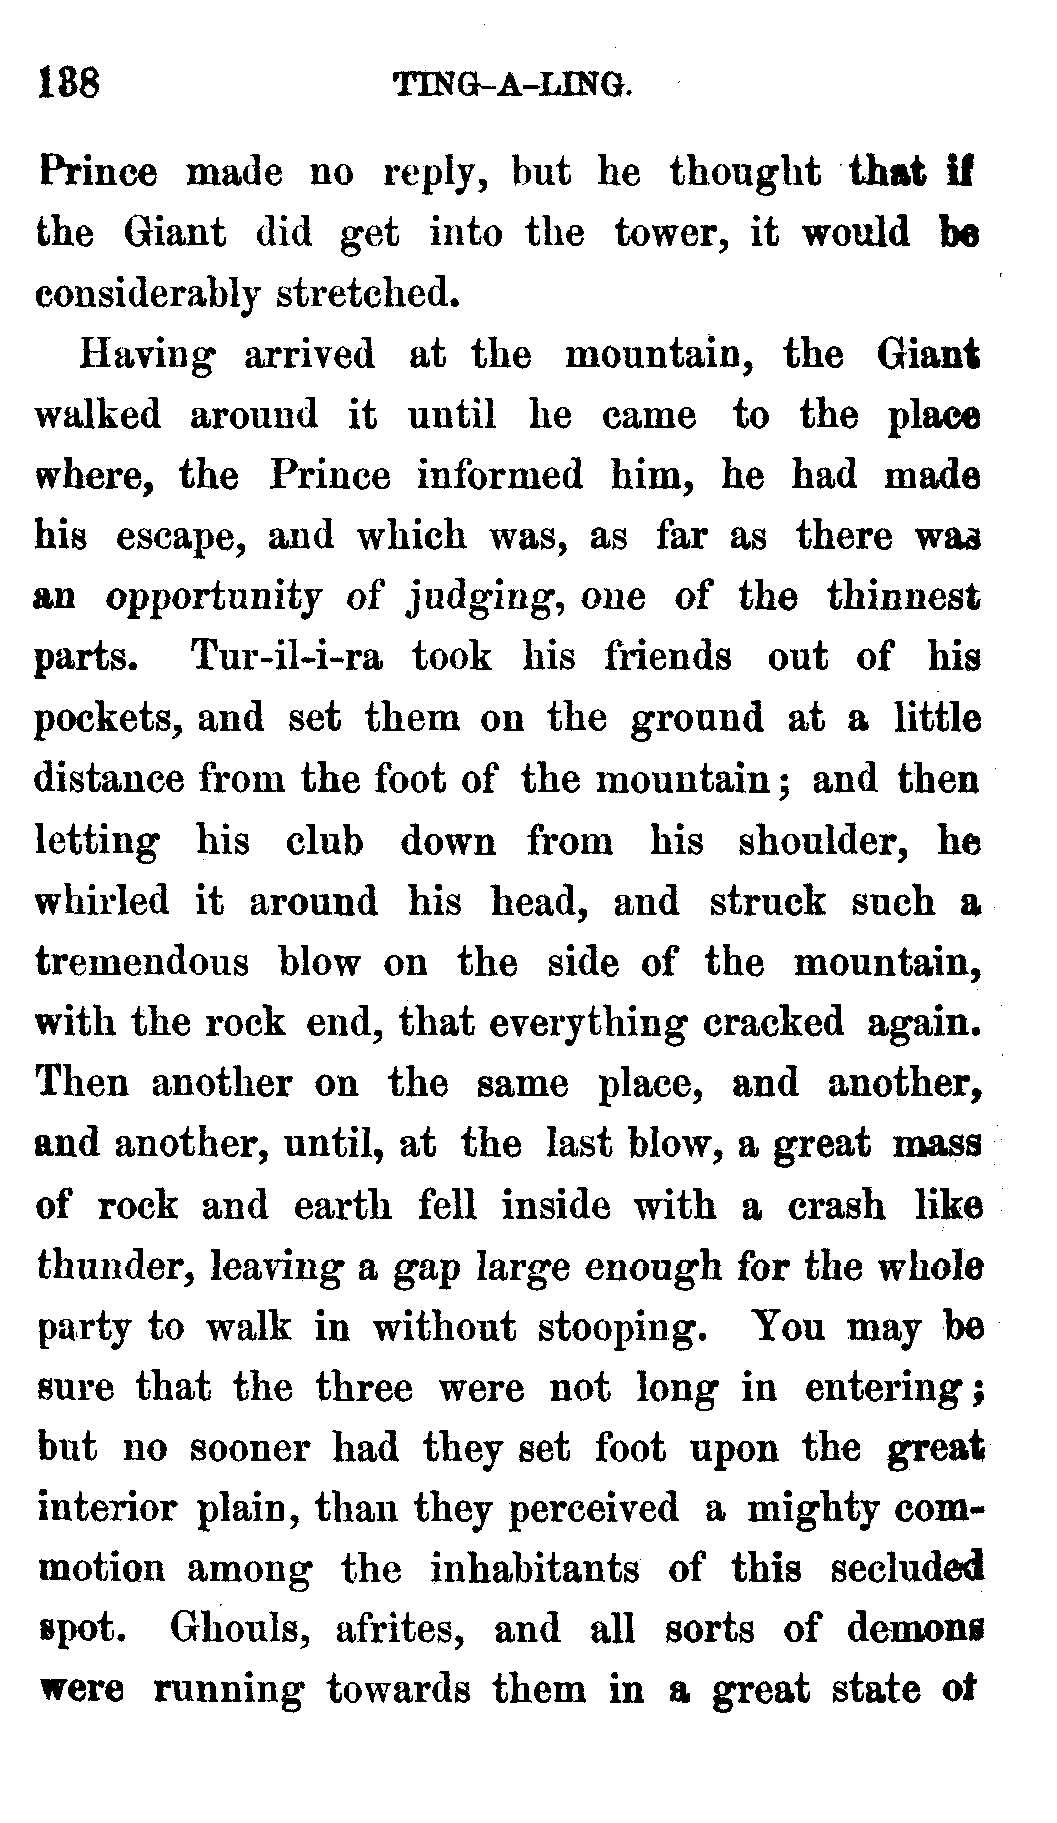 138 TING-A-LING.
Prince made no reply, but he thought that if
the Giant did get into the tower, it would be
considerably stretched.
Having arrived at the mountain, the Giant
walked around it until he came to the place
where, the Prince informed him, he had made
his escape, and which was, as far as there was
an opportunity of judging, one of the thinnest
parts. Tur-il-i-ra took his friends out of his
pockets, and set them on the ground at a little
distance from the foot of the mountain; and then
letting his club down from his shoulder, he
whirled it around his head, and struck such a
tremendous blow on the side of the mountain,
with the rock end, that everything cracked again.
Then another on the same place, and another,
and another, until, at the last blow, a great mass
of rock and earth fell inside with a crash like
thunder, leaving a gap large enough for the whole
party to walk in without stooping. You may be
sure that the three were not long in entering;
but no sooner had they set foot upon the great
interior plain, than they perceived a mighty com-
motion among the inhabitants of this secluded
spot. Ghouls, afrites, and all sorts of demons
were running towards them in a great state of